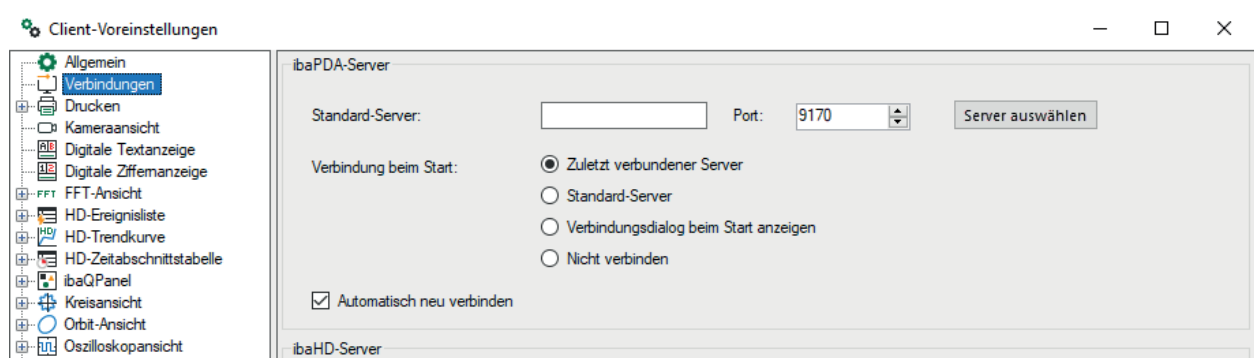 Client-Voreinstellungen
Allgemein
Verbindungen
Drucken
Kameraansicht
Digitale Textanzeige
Digitale Ziffernanzeige
FFT FFT-Ansicht
HD-Ereignisliste
HD-Trendkurve
HD-Zeitabschnittstabelle
ibaQPanel
Kreisansicht
Orbit-Ansicht
Oszilloskopansicht
ibaPDA-Server
Standard-Server: Port: 9170 Server auswählen
Verbindung beim Start: Zuletzt verbundener Server
Standard-Server
Verbindungsdialog beim Start anzeigen
Nicht verbinden
Automatisch neu verbinden
ibaHD-Server